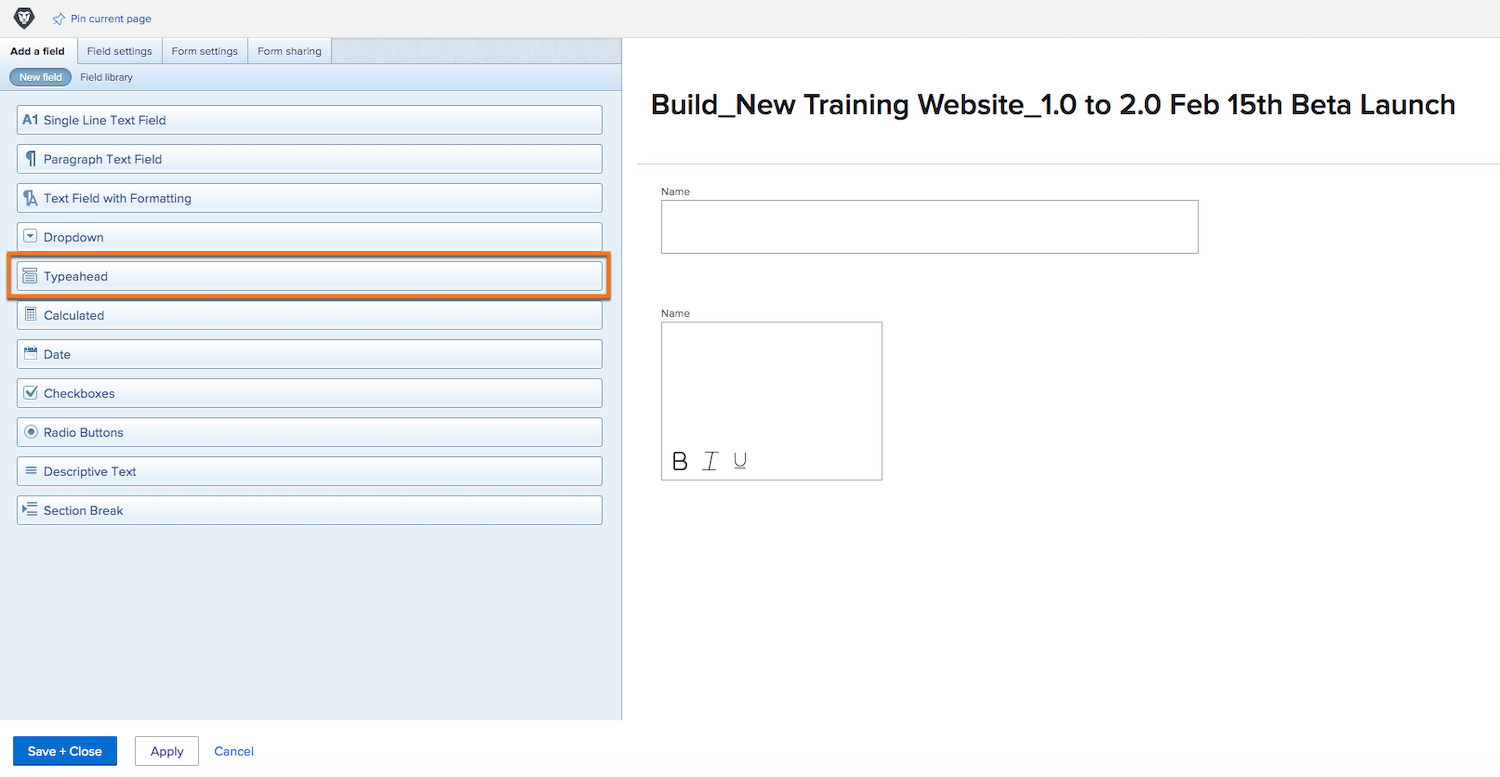 Pin current page
Add a field
Field settings
Form settings
Form sharing
New field
Field library
A1 Single Line Text Field
¶ Paragraph Text Field
Text Field with Formatting
Dropdown
Typeahead
Calculated
Date
Checkboxes
Radio Buttons
Descriptive Text
Section Break
Build_New Training Website_1.0 to 2.0 Feb 15th Beta Launch
Name
Name
B I U
Save + Close
Apply
Cancel